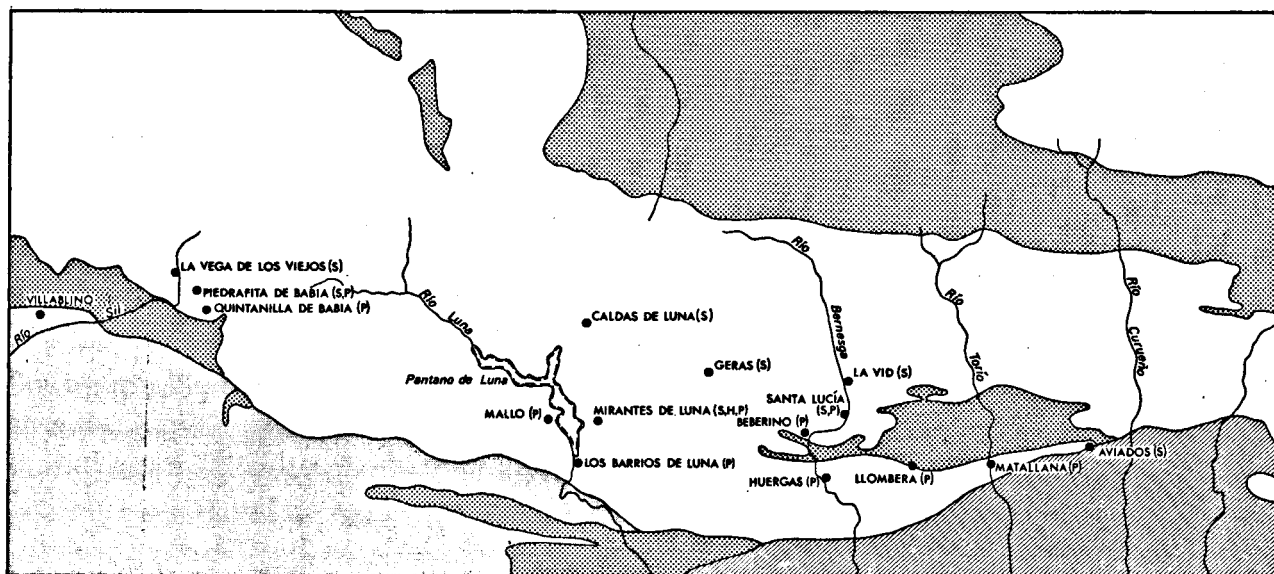 LA VEGA DE LOS VIEJOS (S)
PIEDRAFITA DE BABIA (S,P)
QUINTANILLA DE BABIA (P)
VILLABLINO
Río Sil
Río Luna
Pantano de Luna
CALDAS DE LUNA (S)
GERAS (S)
MALLO (P)
MIRANTES DE LUNA (S,H,P)
LOS BARRIOS DE LUNA (P)
Río Bernesga
LA VID (S)
SANTA LUCÍA
(S,P)
BEBERINO (P)
HUERGAS (P)
LLOMBERA (P)
Río Torío
MATALLANA (P)
Río Curueño
AVIADOS (S)